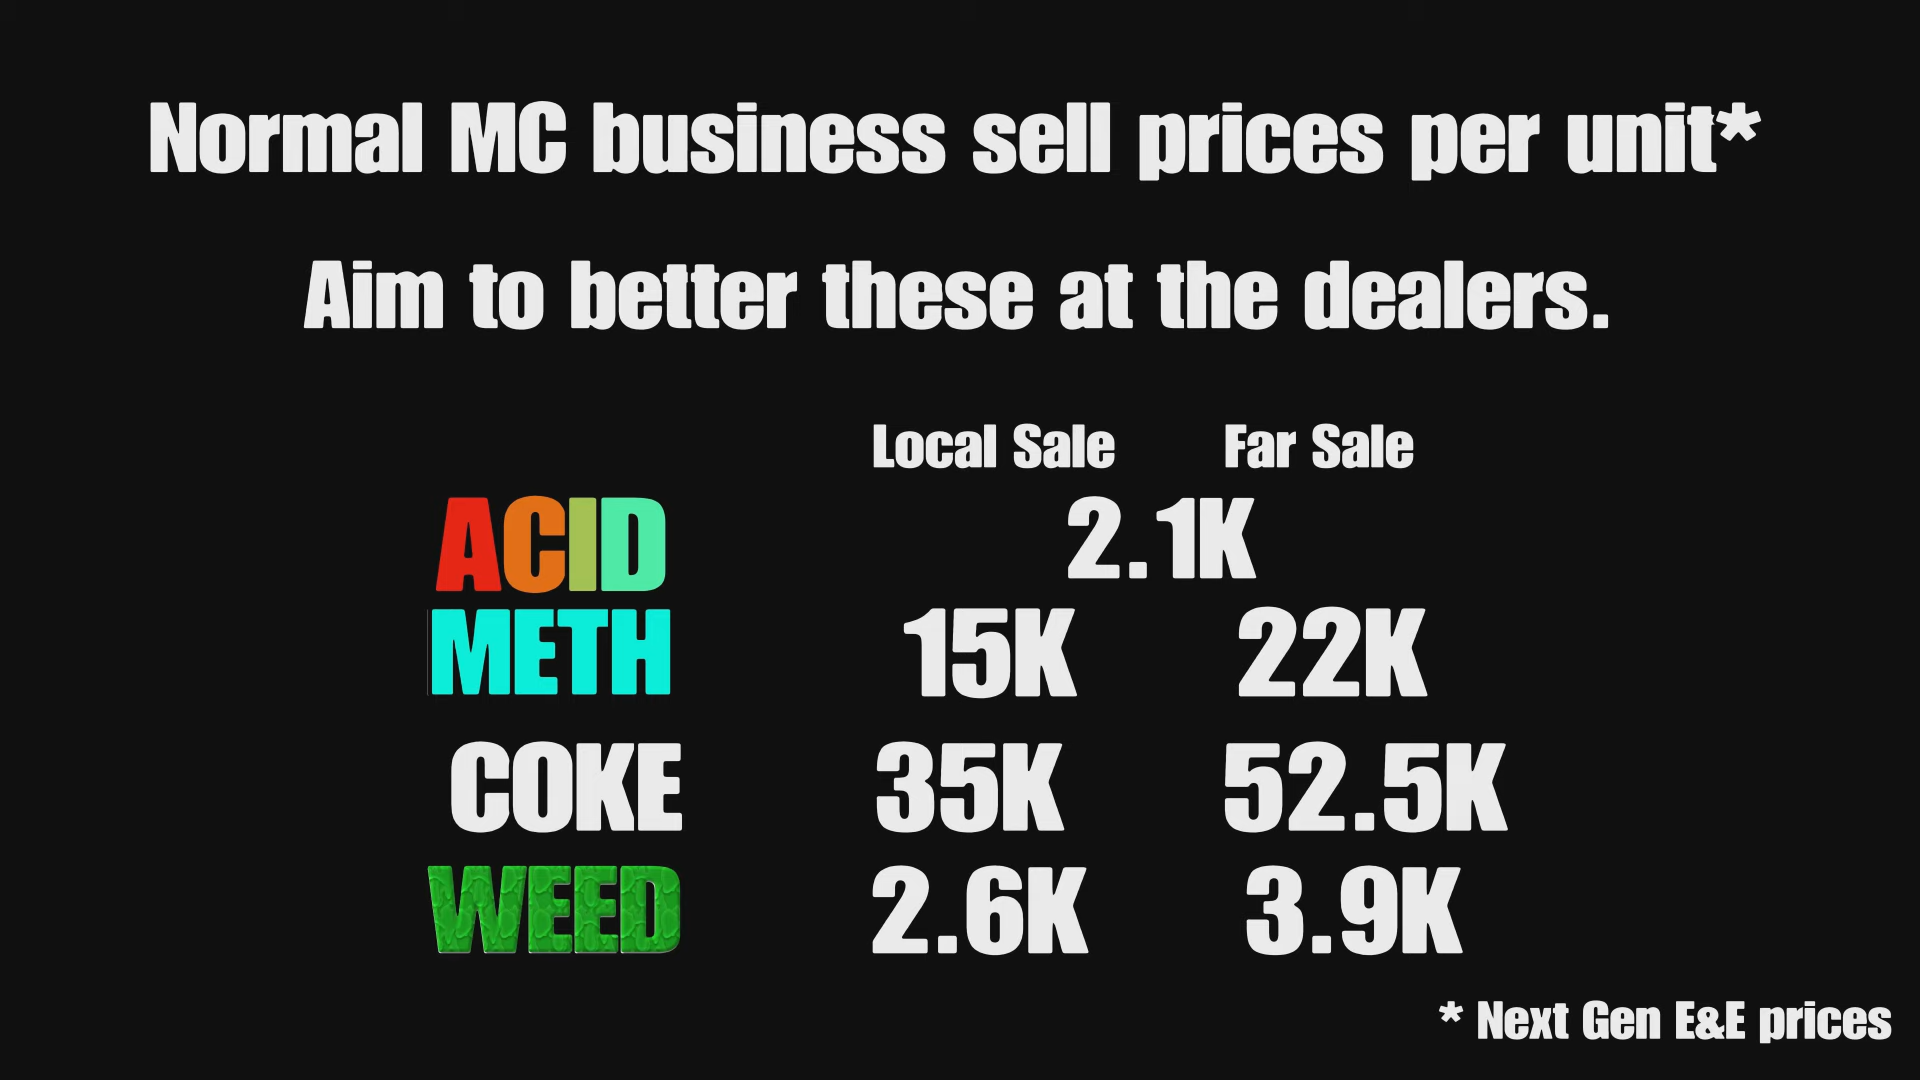 Normal MC business sell prices per unit*
Aim to better these at the dealers.
Local Sale Far Sale
ACID 2.1K
METH 15K 22K
COKE 35K 52.5K
WEED 2.6K 3.9K
* Next Gen E&E prices